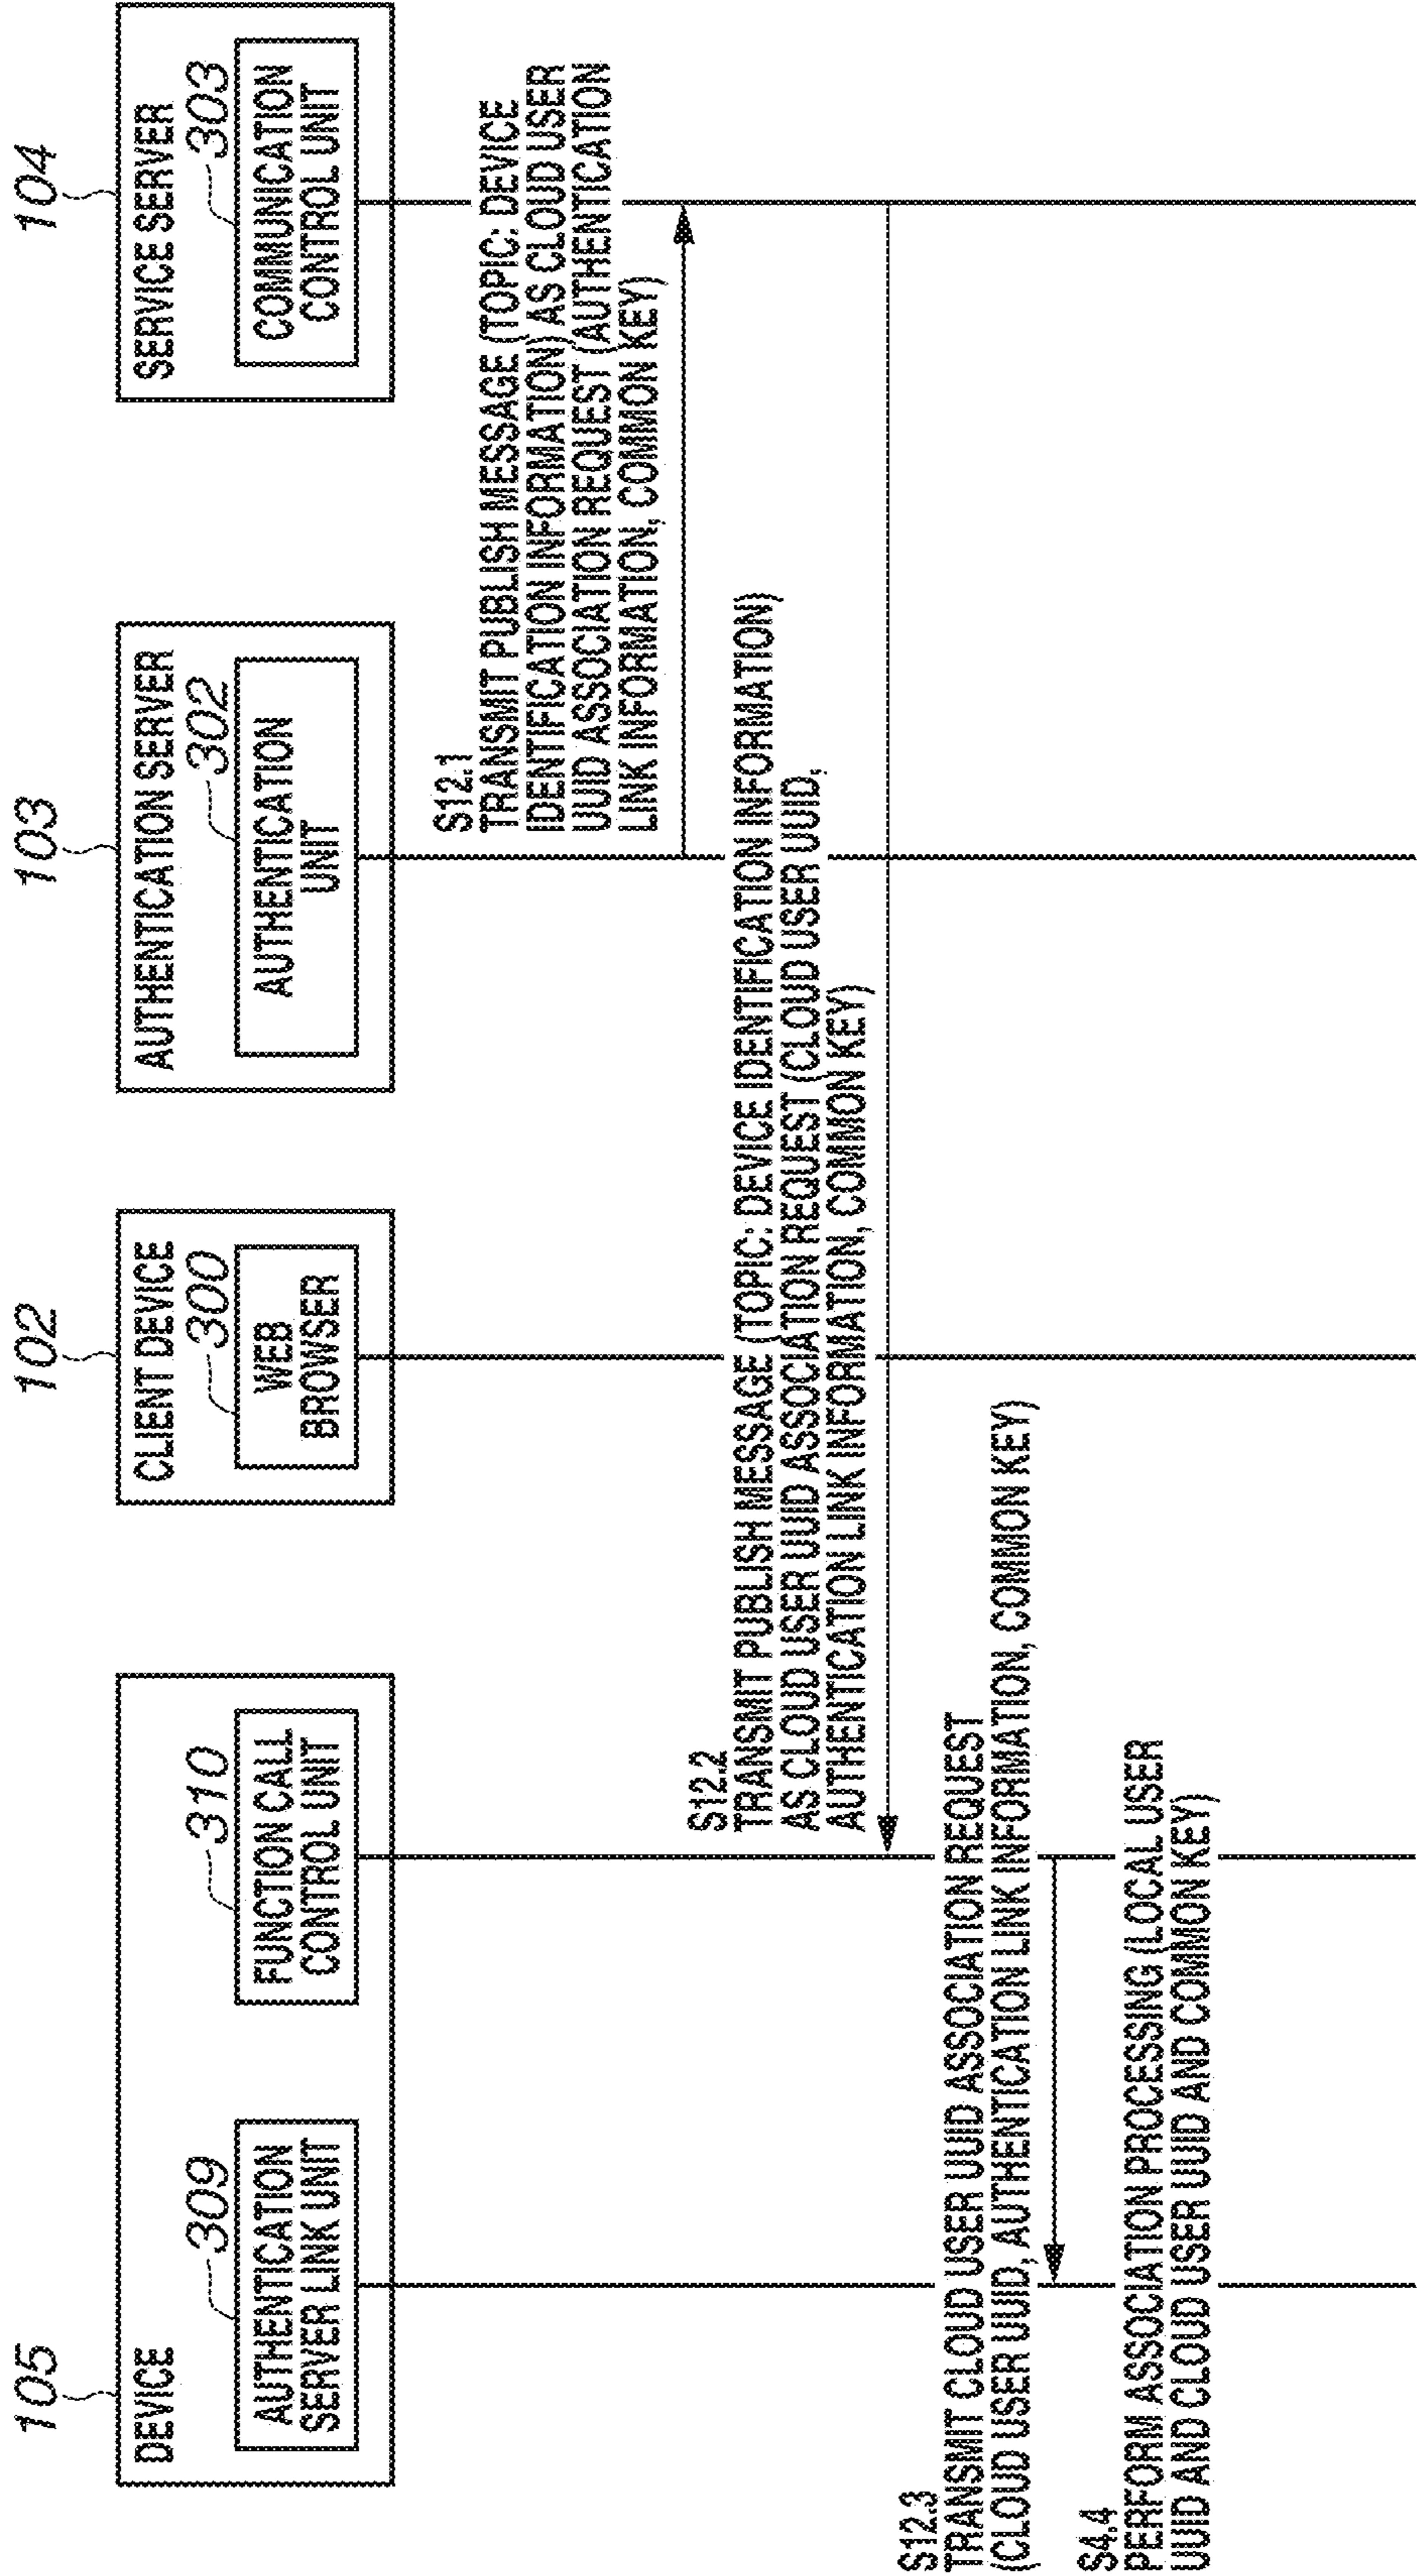 105
DEVICE
309
AUTHENTICATION
SERVER LINK UNIT
310
FUNCTION CALL
CONTROL UNIT
102
CLIENT DEVICE
300
WEB
BROWSER
103
AUTHENTICATION SERVER
302
AUTHENTICATION
UNIT
104
SERVICE SERVER
303
COMMUNICATION
CONTROL UNIT
S12.1
TRANSMIT PUBLISH MESSAGE (TOPIC: DEVICE
IDENTIFICATION INFORMATION) AS CLOUD USER
UUID ASSOCIATION REQUEST (AUTHENTICATION
LINK INFORMATION, COMMON KEY)
S12.2
TRANSMIT PUBLISH MESSAGE (TOPIC: DEVICE IDENTIFICATION INFORMATION)
AS CLOUD USER UUID ASSOCIATION REQUEST (CLOUD USER UUID,
AUTHENTICATION LINK INFORMATION, COMMON KEY)
S12.3
TRANSMIT CLOUD USER UUID ASSOCIATION REQUEST
(CLOUD USER UUID, AUTHENTICATION LINK INFORMATION, COMMON KEY)
S4.4
PERFORM ASSOCIATION PROCESSING (LOCAL USER
UUID AND CLOUD USER UUID AND COMMON KEY)